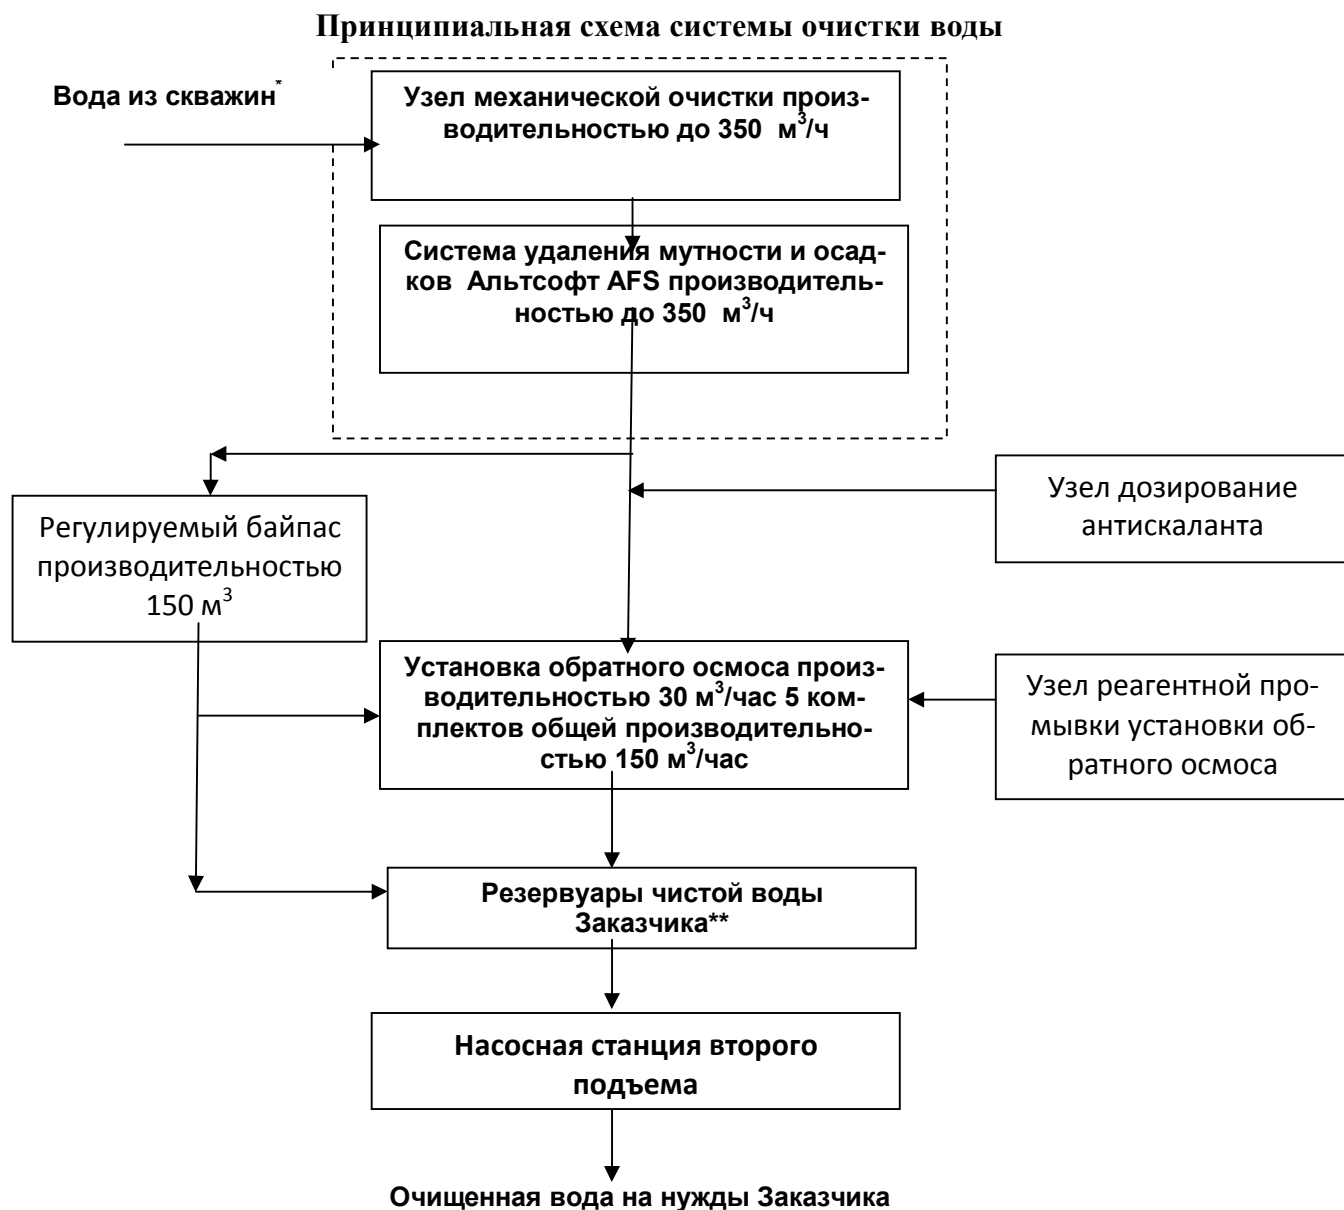 Принципиальная схема системы очистки воды
Вода из скважин*
Узел механической очистки произ-
водительностью до 350 м³/ч
Система удаления мутности и осад-
ков Альтсофт AFS производитель-
ностью до 350 м³/ч
Узел дозирование
антискаланта
Регулируемый байпас
производительностью
150 м³
Установка обратного осмоса произ-
водительностью 30 м³/час 5 ком-
плектов общей производительно-
стью 150 м³/час
Узел реагентной про-
мывки установки об-
ратного осмоса
Резервуары чистой воды
Заказчика**
Насосная станция второго
подъема
Очищенная вода на нужды Заказчика